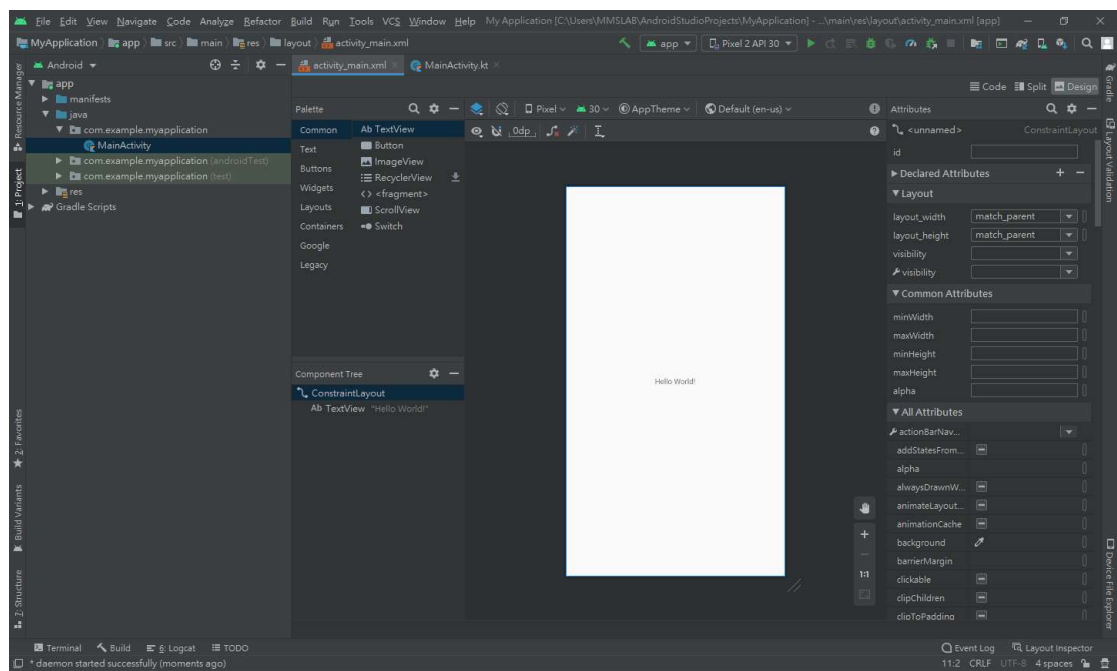 File Edit View Navigate Code Analyze Refactor Build Run Tools VCS Window Help My Application [C:\Users\MMSLAB\AndroidStudioProjects\MyApplication] - ...\main\res\layout\activity_main.xml [app]
MyApplication app src main res layout activity_main.xml
app Pixel 2 API 30
Android
activity_main.xml MainActivity.kt
Code Split Design
app
manifests
java
com.example.myapplication
MainActivity
com.example.myapplication (androidTest)
com.example.myapplication (test)
res
Gradle Scripts
Resource Manager
1: Project
2: Favorites
Build Variants
7: Structure
Palette
Common
Text
Buttons
Widgets
Layouts
Containers
Google
Legacy
Ab TextView
Button
ImageView
RecyclerView
<> <fragment>
ScrollView
Switch
Component Tree
ConstraintLayout
Ab TextView "Hello World!"
Pixel 30 AppTheme Default (en-us)
0dp
Hello World!
1:1
Attributes
<unnamed> ConstraintLayout
id
Declared Attributes
Layout
layout_width match_parent
layout_height match_parent
visibility
visibility
Common Attributes
minWidth
maxWidth
minHeight
maxHeight
alpha
All Attributes
actionBarNav...
addStatesFrom...
alpha
alwaysDrawnW...
animateLayout...
animationCache
background
barrierMargin
clickable
clipChildren
clipToPadding
Gradle
Layout Validation
Device File Explorer
Terminal Build 6: Logcat TODO
Event Log Layout Inspector
* daemon started successfully (moments ago)
11:2 CRLF UTF-8 4 spaces